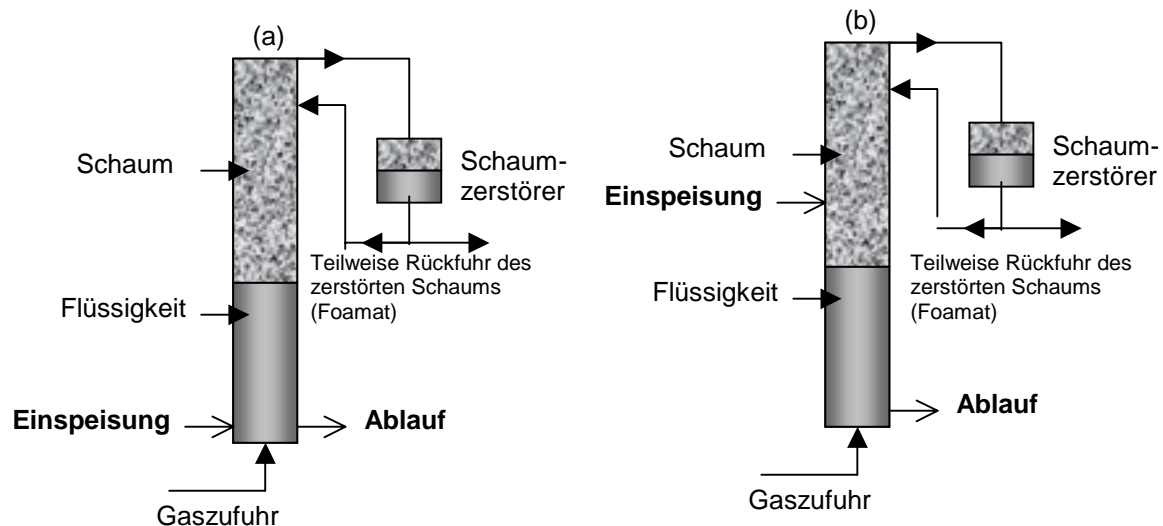 (a)
Schaum
Schaum-
zerstörer
Teilweise Rückfuhr des
zerstörten Schaums
(Foamat)
Flüssigkeit
Einspeisung
Ablauf
Gaszufuhr
(b)
Schaum
Einspeisung
Schaum-
zerstörer
Teilweise Rückfuhr des
zerstörten Schaums
(Foamat)
Flüssigkeit
Ablauf
Gaszufuhr